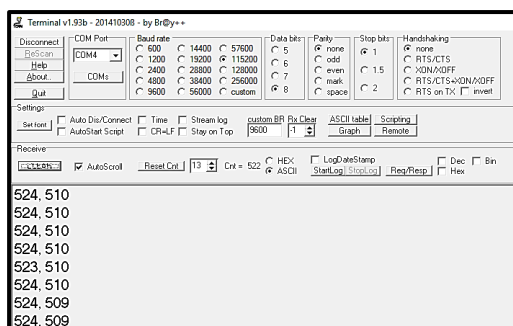 Terminal v1.93b - 20141030В - by Br@y++
Disconnect
ReScan
Help
About..
Quit
COM Port
COM4
COMs
Baud rate
600 14400 57600
1200 19200 115200
2400 28800 128000
4800 38400 256000
9600 56000 custom
Data bits
5
6
7
8
Parity
none
odd
even
mark
space
Stop bits
1
1.5
2
Handshaking
none
RTS/CTS
XON/XOFF
RTS/CTS+XON/XOFF
RTS on TX invert
Settings
Set font
Auto Dis/Connect Time Stream log
AutoStart Script CR=LF Stay on Top
custom BR Rx Clear
9600 -1
ASCII table Scripting
Graph Remote
Receive
CLEAR
AutoScroll
Reset Cnt
13
Cnt = 522
HEX
ASCII
LogDateStamp
StartLog StopLog
Req/Resp
Dec Bin
Hex
524, 510
524, 510
524, 510
524, 510
523, 510
524, 510
524, 509
524, 509